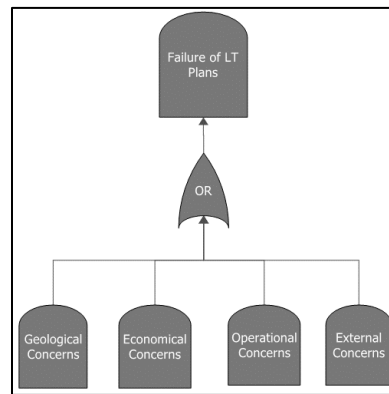 Failure of LT
Plans
OR
Geological
Concerns
Economical
Concerns
Operational
Concerns
External
Concerns